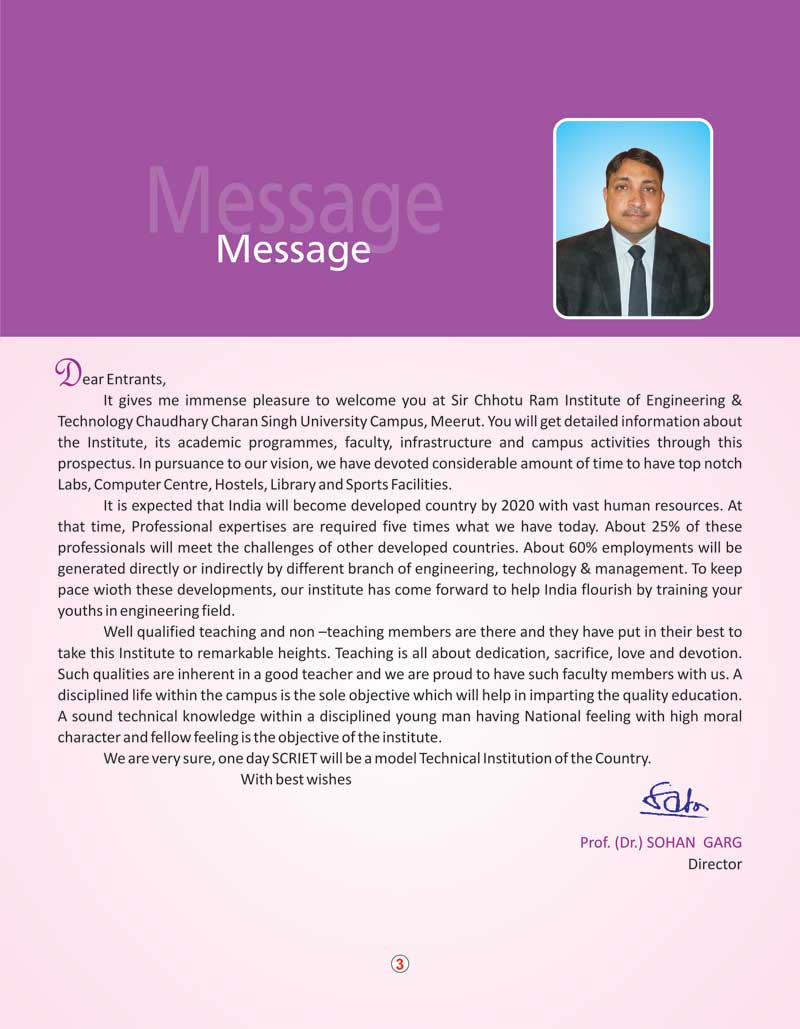 Message
Message
Dear Entrants,
It gives me immense pleasure to welcome you at Sir Chhotu Ram Institute of Engineering &
Technology Chaudhary Charan Singh University Campus, Meerut. You will get detailed information about
the Institute, its academic programmes, faculty, infrastructure and campus activities through this
prospectus. In pursuance to our vision, we have devoted considerable amount of time to have top notch
Labs, Computer Centre, Hostels, Library and Sports Facilities.
It is expected that India will become developed country by 2020 with vast human resources. At
that time, Professional expertises are required five times what we have today. About 25% of these
professionals will meet the challenges of other developed countries. About 60% employments will be
generated directly or indirectly by different branch of engineering, technology & management. To keep
pace wioth these developments, our institute has come forward to help India flourish by training your
youths in engineering field.
Well qualified teaching and non –teaching members are there and they have put in their best to
take this Institute to remarkable heights. Teaching is all about dedication, sacrifice, love and devotion.
Such qualities are inherent in a good teacher and we are proud to have such faculty members with us. A
disciplined life within the campus is the sole objective which will help in imparting the quality education.
A sound technical knowledge within a disciplined young man having National feeling with high moral
character and fellow feeling is the objective of the institute.
We are very sure, one day SCRIET will be a model Technical Institution of the Country.
With best wishes
Prof. (Dr.) SOHAN GARG
Director
3